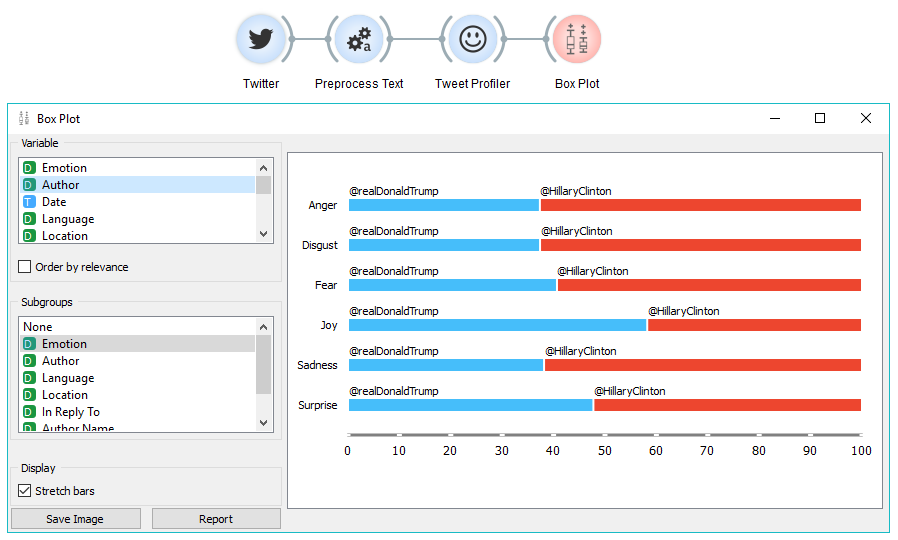 Twitter
Preprocess Text
Tweet Profiler
Box Plot
Box Plot
Variable
D Emotion
D Author
T Date
D Language
D Location
Order by relevance
Subgroups
None
D Emotion
D Author
D Language
D Location
D In Reply To
D Author Name
Display
Stretch bars
Save Image
Report
@realDonaldTrump @HillaryClinton
Anger
@realDonaldTrump @HillaryClinton
Disgust
@realDonaldTrump @HillaryClinton
Fear
@realDonaldTrump @HillaryClinton
Joy
@realDonaldTrump @HillaryClinton
Sadness
@realDonaldTrump @HillaryClinton
Surprise
0 10 20 30 40 50 60 70 80 90 100